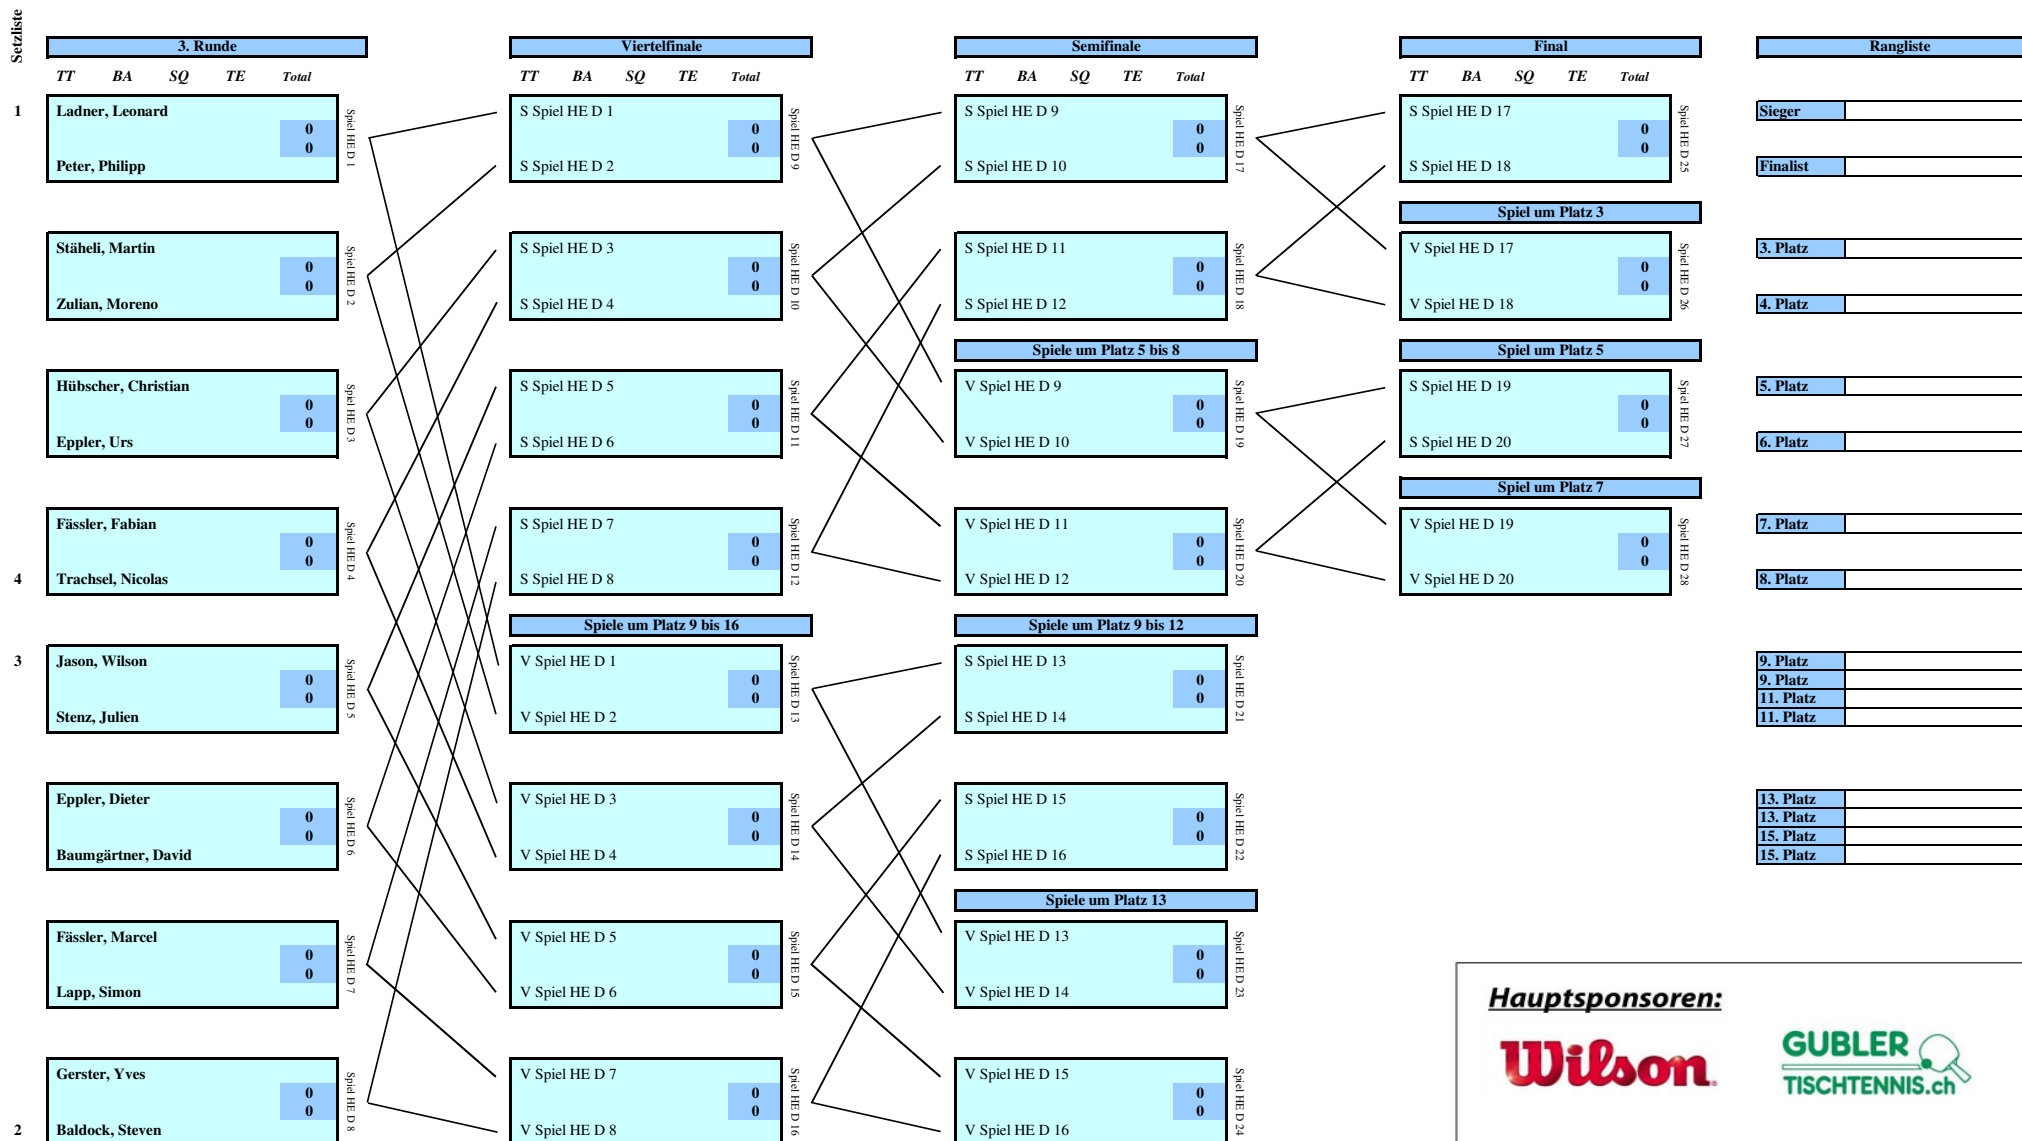 Setzliste
3. Runde
TT BA SQ TE Total
1
Ladner, Leonard
0
0
Peter, Philipp
Spiel HE D 1
Stäheli, Martin
0
0
Zulian, Moreno
Spiel HE D 2
Hübscher, Christian
0
0
Eppler, Urs
Spiel HE D 3
Fässler, Fabian
0
0
4
Trachsel, Nicolas
Spiel HE D 4
3
Jason, Wilson
0
0
Stenz, Julien
Spiel HE D 5
Eppler, Dieter
0
0
Baumgärtner, David
Spiel HE D 6
Fässler, Marcel
0
0
Lapp, Simon
Spiel HE D 7
Gerster, Yves
0
0
2
Baldock, Steven
Spiel HE D 8
Viertelfinale
TT BA SQ TE Total
S Spiel HE D 1
0
0
S Spiel HE D 2
Spiel HE D 9
S Spiel HE D 3
0
0
S Spiel HE D 4
Spiel HE D 10
S Spiel HE D 5
0
0
S Spiel HE D 6
Spiel HE D 11
S Spiel HE D 7
0
0
S Spiel HE D 8
Spiel HE D 12
Spiele um Platz 9 bis 16
V Spiel HE D 1
0
0
V Spiel HE D 2
Spiel HE D 13
V Spiel HE D 3
0
0
V Spiel HE D 4
Spiel HE D 14
V Spiel HE D 5
0
0
V Spiel HE D 6
Spiel HE D 15
V Spiel HE D 7
0
0
V Spiel HE D 8
Spiel HE D 16
Semifinale
TT BA SQ TE Total
S Spiel HE D 9
0
0
S Spiel HE D 10
Spiel HE D 17
S Spiel HE D 11
0
0
S Spiel HE D 12
Spiel HE D 18
Spiele um Platz 5 bis 8
V Spiel HE D 9
0
0
V Spiel HE D 10
Spiel HE D 19
V Spiel HE D 11
0
0
V Spiel HE D 12
Spiel HE D 20
Spiele um Platz 9 bis 12
S Spiel HE D 13
0
0
S Spiel HE D 14
Spiel HE D 21
S Spiel HE D 15
0
0
S Spiel HE D 16
Spiel HE D 22
Spiele um Platz 13
V Spiel HE D 13
0
0
V Spiel HE D 14
Spiel HE D 23
V Spiel HE D 15
0
0
V Spiel HE D 16
Spiel HE D 24
Final
TT BA SQ TE Total
S Spiel HE D 17
0
0
S Spiel HE D 18
Spiel HE D 25
Spiel um Platz 3
V Spiel HE D 17
0
0
V Spiel HE D 18
Spiel HE D 26
Spiel um Platz 5
S Spiel HE D 19
0
0
S Spiel HE D 20
Spiel HE D 27
Spiel um Platz 7
V Spiel HE D 19
0
0
V Spiel HE D 20
Spiel HE D 28
Rangliste
Sieger
Finalist
3. Platz
4. Platz
5. Platz
6. Platz
7. Platz
8. Platz
9. Platz
9. Platz
11. Platz
11. Platz
13. Platz
13. Platz
15. Platz
15. Platz
Hauptsponsoren:
Wilson
GUBLER
TISCHTENNIS.ch